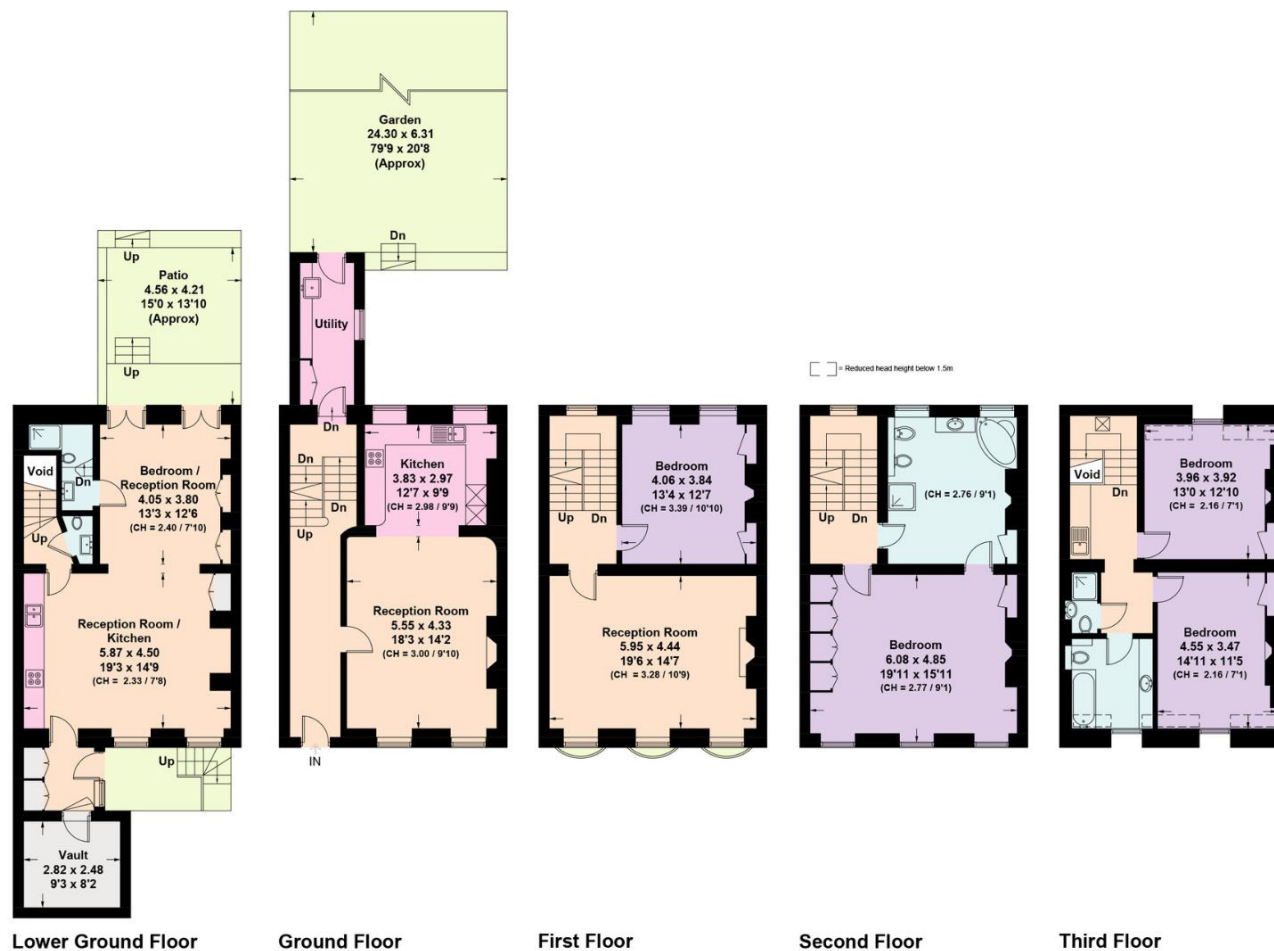 Garden
24.30 x 6.31
79'9 x 20'8
(Approx)
Dn
Utility
Dn
Dn
Up
Kitchen
3.83 x 2.97
12'7 x 9'9
(CH = 2.98 / 9'9)
Reception Room
5.55 x 4.33
18'3 x 14'2
(CH = 3.00 / 9'10)
IN
Ground Floor
Up
Patio
4.56 x 4.21
15'0 x 13'10
(Approx)
Up
Void
Dn
Up
Bedroom /
Reception Room
4.05 x 3.80
13'3 x 12'6
(CH = 2.40 / 7'10)
Reception Room /
Kitchen
5.87 x 4.50
19'3 x 14'9
(CH = 2.33 / 7'8)
Up
Vault
2.82 x 2.48
9'3 x 8'2
Lower Ground Floor
Up
Dn
Bedroom
4.06 x 3.84
13'4 x 12'7
(CH = 3.39 / 10'10)
Reception Room
5.95 x 4.44
19'6 x 14'7
(CH = 3.28 / 10'9)
First Floor
= Reduced head height below 1.5m
Up
Dn
(CH = 2.76 / 9'1)
Bedroom
6.08 x 4.85
19'11 x 15'11
(CH = 2.77 / 9'1)
Second Floor
Void
Dn
Bedroom
3.96 x 3.92
13'0 x 12'10
(CH = 2.16 / 7'1)
Bedroom
4.55 x 3.47
14'11 x 11'5
(CH = 2.16 / 7'1)
Third Floor